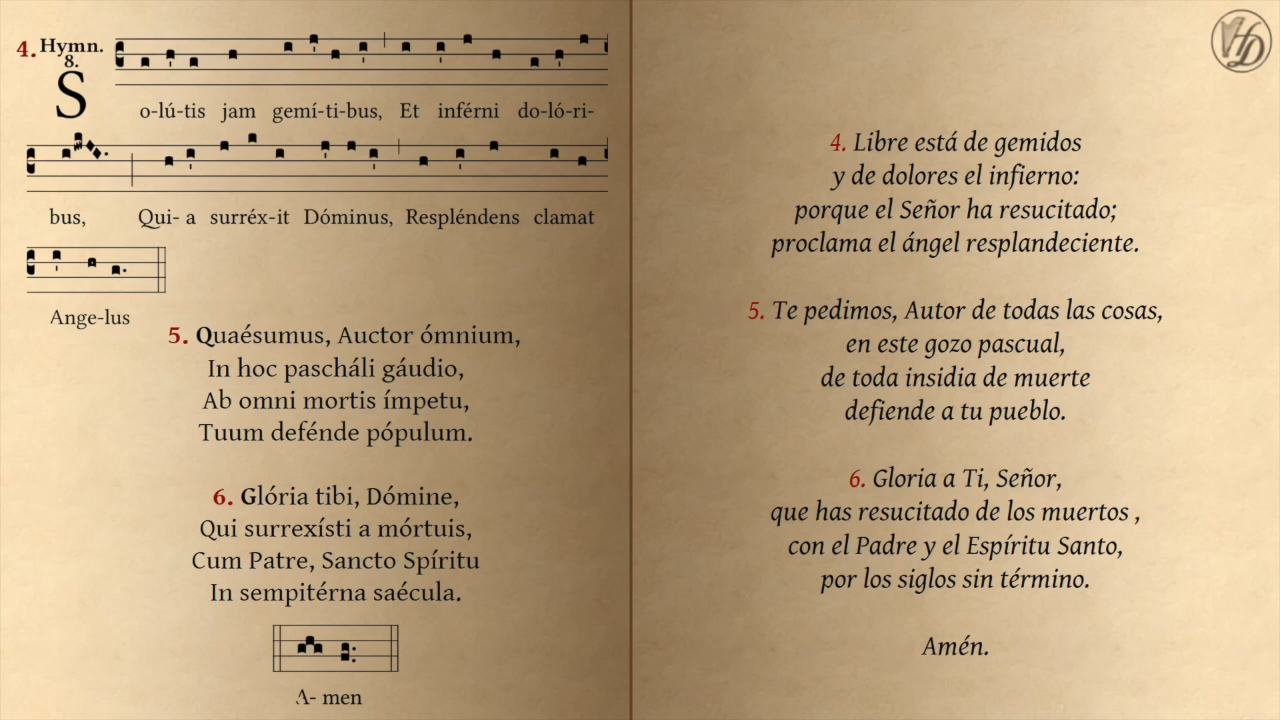 4. Hymn.
8.
So-lú-tis jam gemí-ti-bus, Et inférni do-ló-ri-
bus, Qui- a surréx-it Dóminus, Respléndens clamat
Ange-lus
5. Quaésumus, Auctor ómnium,
In hoc pascháli gáudio,
Ab omni mortis ímpetu,
Tuum defénde pópulum.
6. Glória tibi, Dómine,
Qui surrexísti a mórtuis,
Cum Patre, Sancto Spíritu
In sempitérna saécula.
A- men
4. Libre está de gemidos
y de dolores el infierno:
porque el Señor ha resucitado;
proclama el ángel resplandeciente.
5. Te pedimos, Autor de todas las cosas,
en este gozo pascual,
de toda insidia de muerte
defiende a tu pueblo.
6. Gloria a Ti, Señor,
que has resucitado de los muertos ,
con el Padre y el Espíritu Santo,
por los siglos sin término.
Amén.